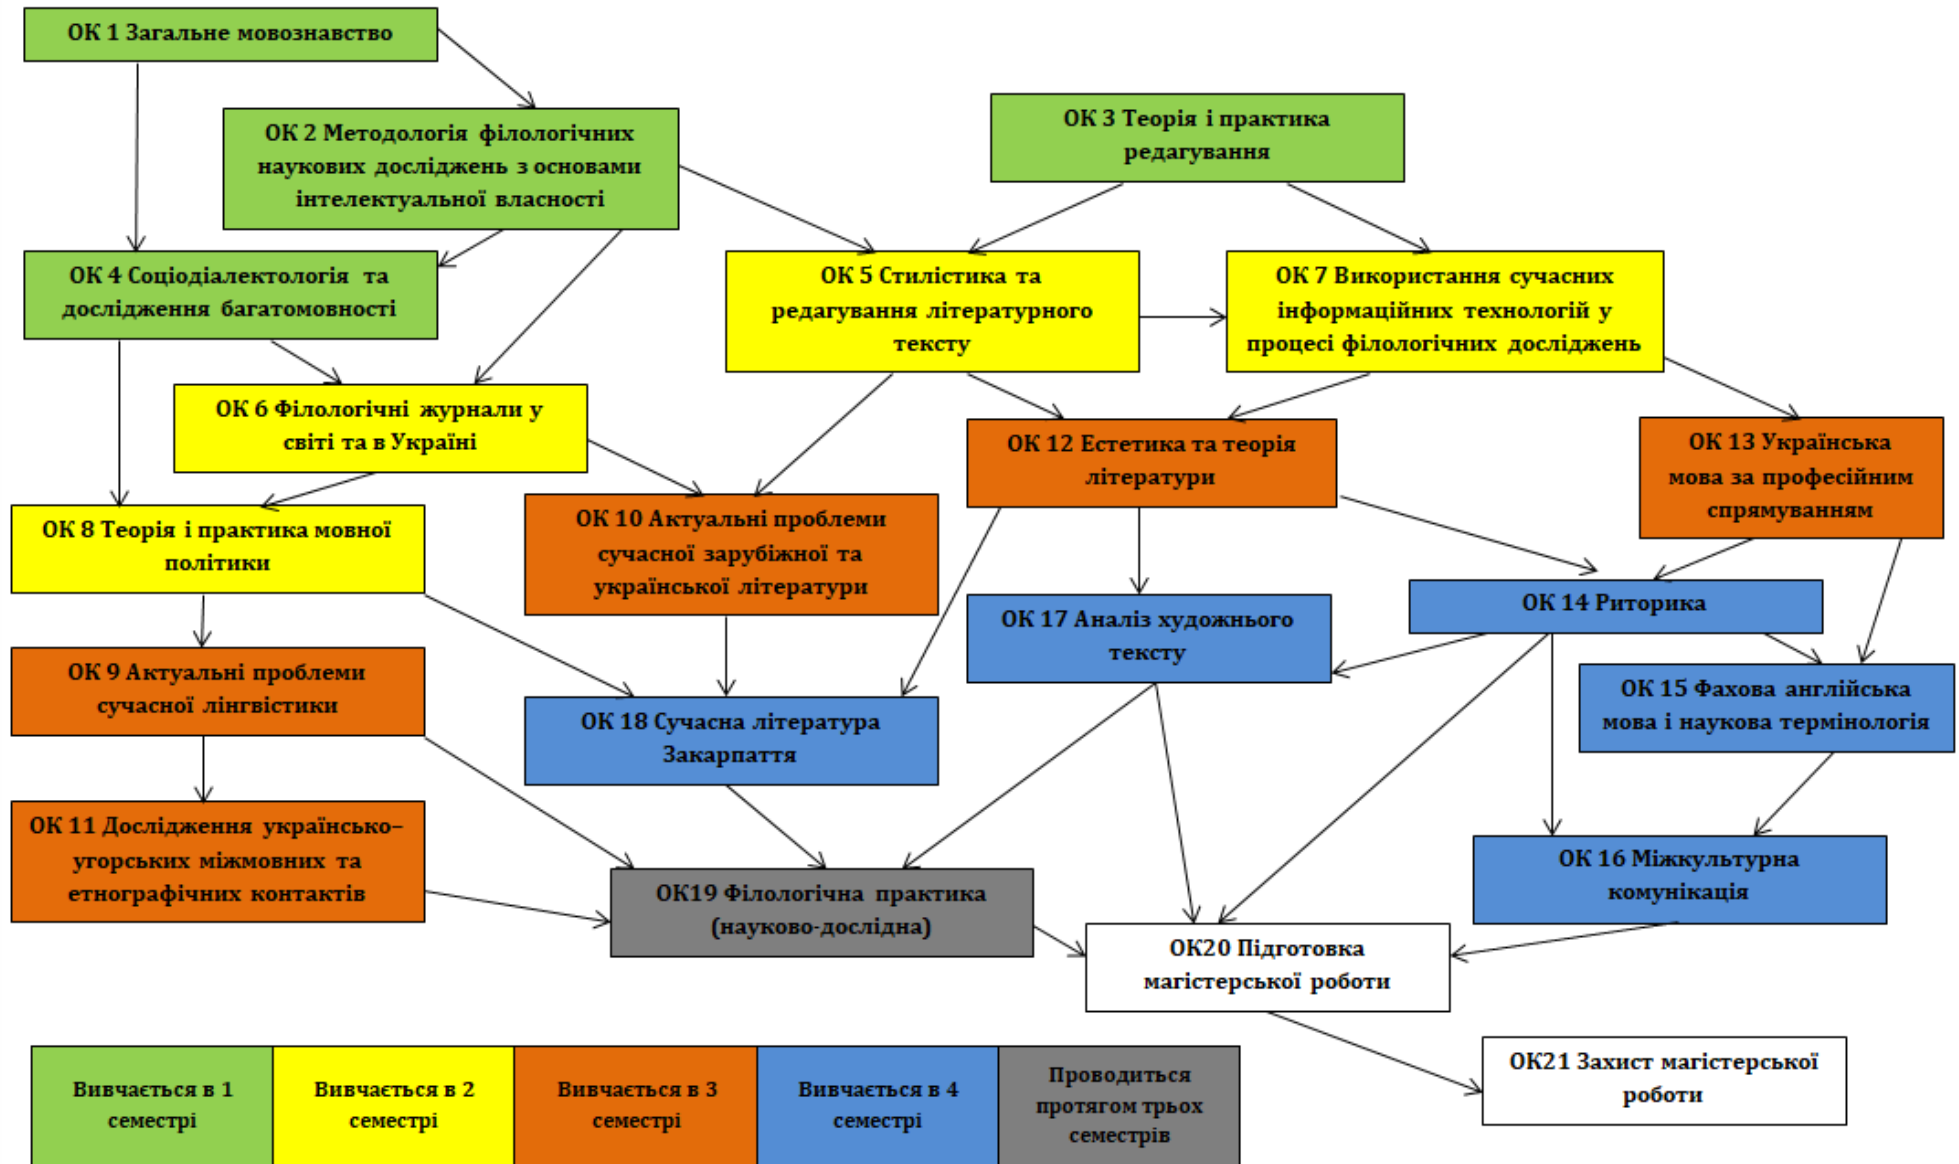 ОК 1 Загальне мовознавство
ОК 2 Методологія філологічних
наукових досліджень з основами
інтелектуальної власності
ОК 3 Теорія і практика
редагування
ОК 4 Соціодіалектологія та
дослідження багатомовності
ОК 5 Стилістика та
редагування літературного
тексту
ОК 7 Використання сучасних
інформаційних технологій у
процесі філологічних досліджень
ОК 6 Філологічні журнали у
світі та в Україні
ОК 12 Естетика та теорія
літератури
ОК 13 Українська
мова за професійним
спрямуванням
ОК 8 Теорія і практика мовної
політики
ОК 10 Актуальні проблеми
сучасної зарубіжної та
української літератури
ОК 14 Риторика
ОК 17 Аналіз художнього
тексту
ОК 9 Актуальні проблеми
сучасної лінгвістики
ОК 18 Сучасна література
Закарпаття
ОК 15 Фахова англійська
мова і наукова термінологія
ОК 11 Дослідження українсько–
угорських міжмовних та
етнографічних контактів
ОК 16 Міжкультурна
комунікація
ОК19 Філологічна практика
(науково-дослідна)
ОК20 Підготовка
магістерської роботи
ОК21 Захист магістерської
роботи
Вивчається в 1
семестрі
Вивчається в 2
семестрі
Вивчається в 3
семестрі
Вивчається в 4
семестрі
Проводиться
протягом трьох
семестрів